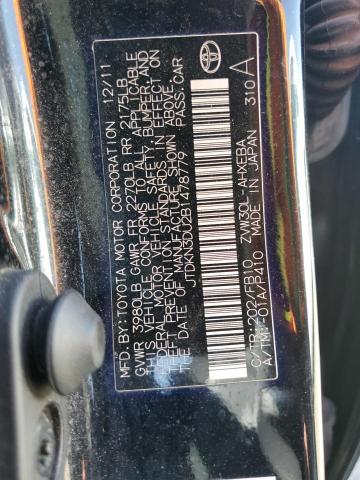 MFD. BY: TOYOTA MOTOR CORPORATION 12/11
GVWR 3980LB GAWR FR 2270LB RR 2175LB
THIS VEHICLE CONFORMS TO ALL APPLICABLE
FEDERAL MOTOR VEHICLE SAFETY, BUMPER, AND
THEFT PREVENTION STANDARDS IN EFFECT ON
THE DATE OF MANUFACTURE SHOWN ABOVE.
JTDKN3DU2B1478779 PASS. CAR
C/TR:202/FB10 ZVW30L-AHXEBA
A/TM:-01A/P410 MADE IN JAPAN 310 A